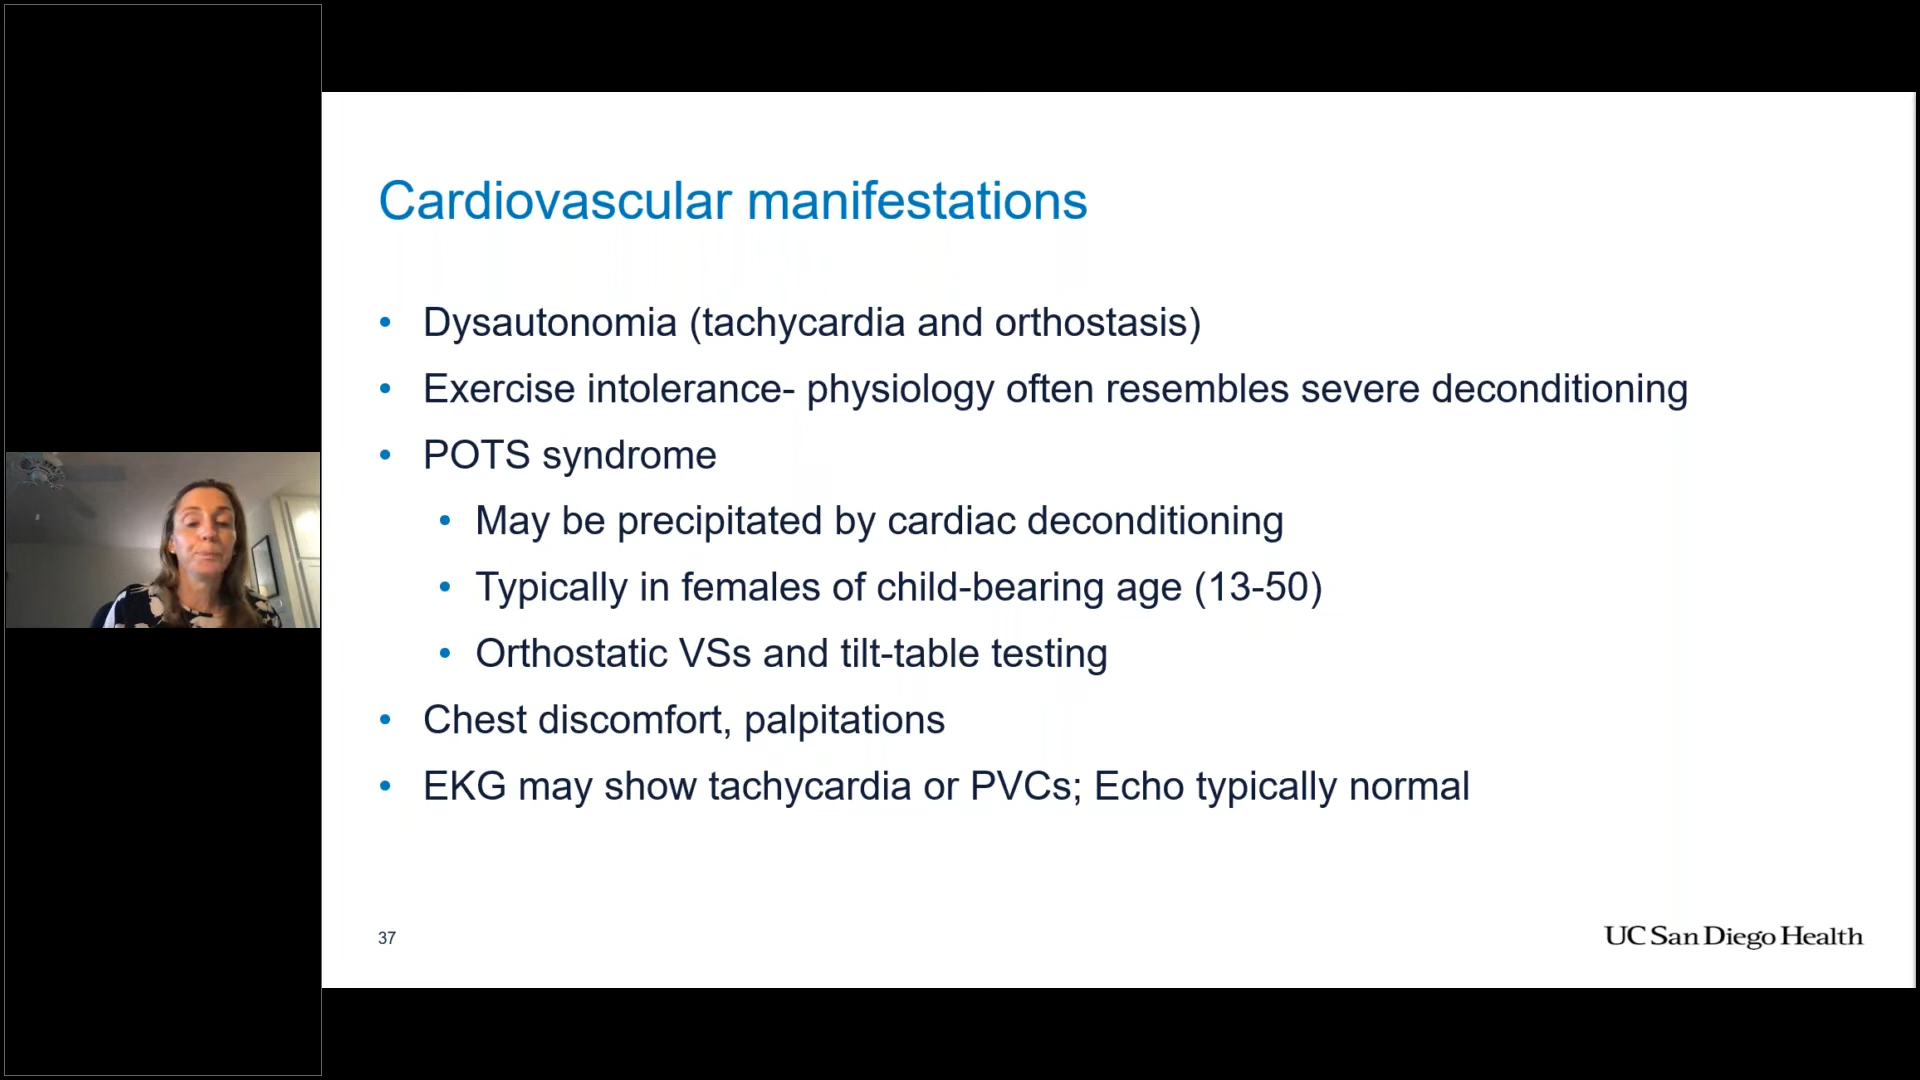 Cardiovascular manifestations
• Dysautonomia (tachycardia and orthostasis)
• Exercise intolerance- physiology often resembles severe deconditioning
• POTS syndrome
• May be precipitated by cardiac deconditioning
• Typically in females of child-bearing age (13-50)
• Orthostatic VSs and tilt-table testing
• Chest discomfort, palpitations
• EKG may show tachycardia or PVCs; Echo typically normal
37
UC San Diego Health